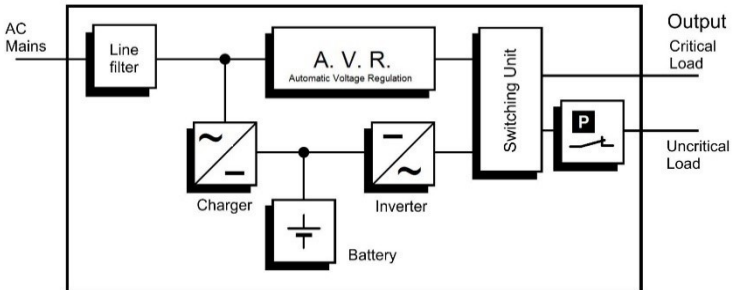 AC
Mains
Line
filter
A. V. R.
Automatic Voltage Regulation
Switching Unit
Output
Critical
Load
P
Uncritical
Load
Charger
Inverter
Battery